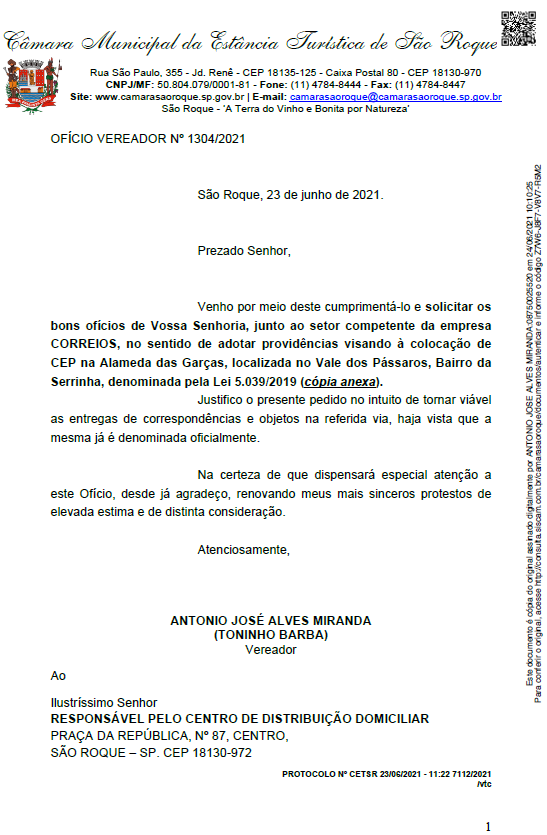 Câmara Municipal da Estância Turística de São Roque
Rua São Paulo, 355 - Jd. Renê - CEP 18135-125 - Caixa Postal 80 - CEP 18130-970
CNPJ/MF: 50.804.079/0001-81 - Fone: (11) 4784-8444 - Fax: (11) 4784-8447
Site: www.camarasaoroque.sp.gov.br | E-mail: camarasaoroque@camarasaoroque.sp.gov.br
São Roque - 'A Terra do Vinho e Bonita por Natureza'
OFÍCIO VEREADOR Nº 1304/2021
São Roque, 23 de junho de 2021.
Prezado Senhor,
Venho por meio deste cumprimentá-lo e solicitar os
bons ofícios de Vossa Senhoria, junto ao setor competente da empresa
CORREIOS, no sentido de adotar providências visando à colocação de
CEP na Alameda das Garças, localizada no Vale dos Pássaros, Bairro da
Serrinha, denominada pela Lei 5.039/2019 (cópia anexa).
Justifico o presente pedido no intuito de tornar viável
as entregas de correspondências e objetos na referida via, haja vista que a
mesma já é denominada oficialmente.
Na certeza de que dispensará especial atenção a
este Ofício, desde já agradeço, renovando meus mais sinceros protestos de
elevada estima e de distinta consideração.
Atenciosamente,
ANTONIO JOSÉ ALVES MIRANDA
(TONINHO BARBA)
Vereador
Ao
Ilustríssimo Senhor
RESPONSÁVEL PELO CENTRO DE DISTRIBUIÇÃO DOMICILIAR
PRAÇA DA REPÚBLICA, Nº 87, CENTRO,
SÃO ROQUE – SP. CEP 18130-972
PROTOCOLO Nº CETSR 23/06/2021 - 11:22 7112/2021
/vtc
1
Este documento é cópia do original assinado digitalmente por ANTONIO JOSE ALVES MIRANDA:08750025520 em 24/06/2021 10:10:25
Para conferir o original, acesse http://consulta.siscam.com.br/camarasaoroque/documentos/autenticar e informe o código Z7W6-J8F7-V8V7-R5M2